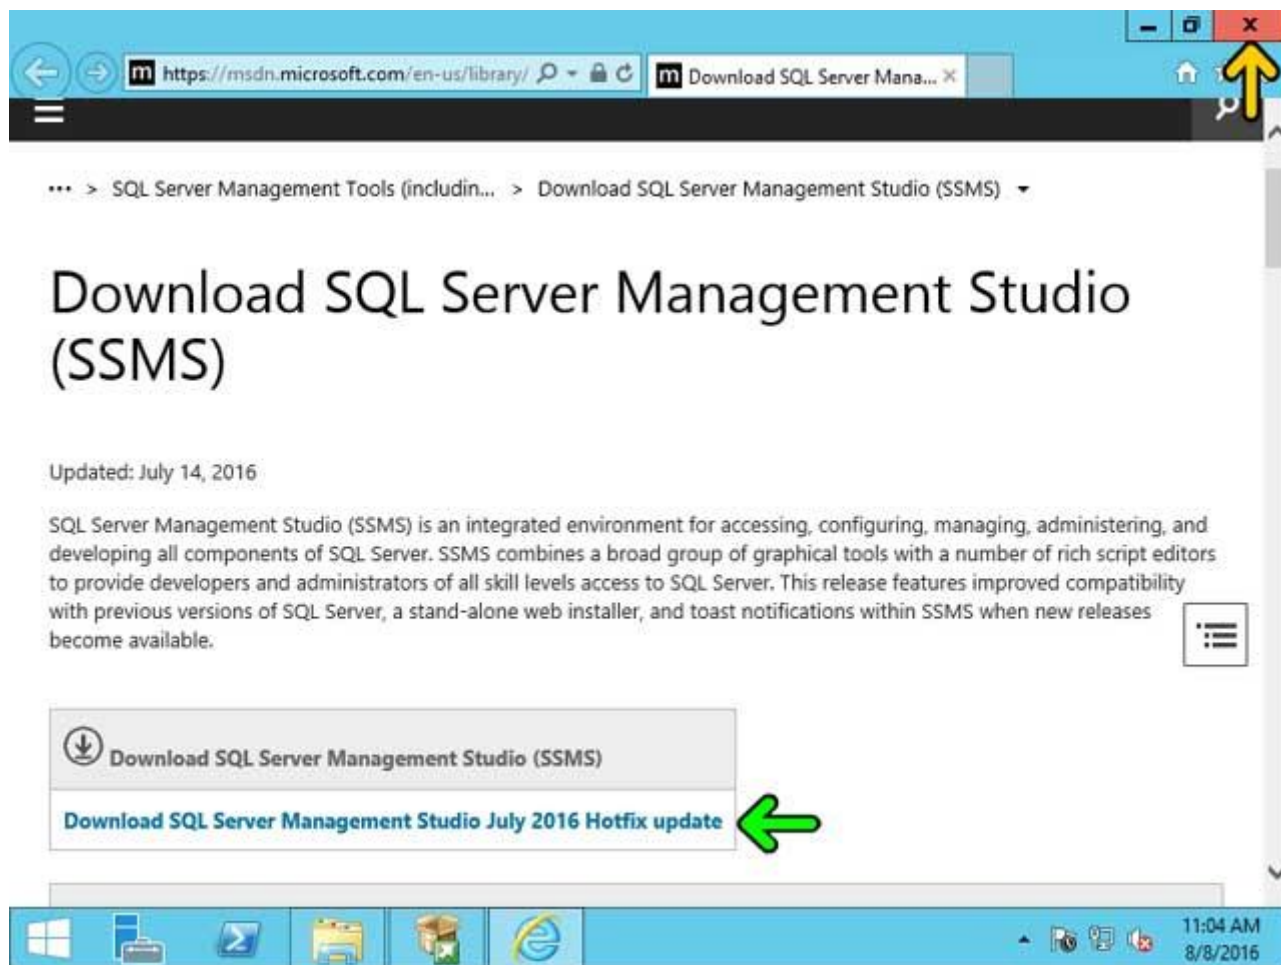 https://msdn.microsoft.com/en-us/library/
m Download SQL Server Mana...
... > SQL Server Management Tools (includin... > Download SQL Server Management Studio (SSMS)
Download SQL Server Management Studio
(SSMS)
Updated: July 14, 2016
SQL Server Management Studio (SSMS) is an integrated environment for accessing, configuring, managing, administering, and
developing all components of SQL Server. SSMS combines a broad group of graphical tools with a number of rich script editors
to provide developers and administrators of all skill levels access to SQL Server. This release features improved compatibility
with previous versions of SQL Server, a stand-alone web installer, and toast notifications within SSMS when new releases
become available.
Download SQL Server Management Studio (SSMS)
Download SQL Server Management Studio July 2016 Hotfix update
11:04 AM
8/8/2016